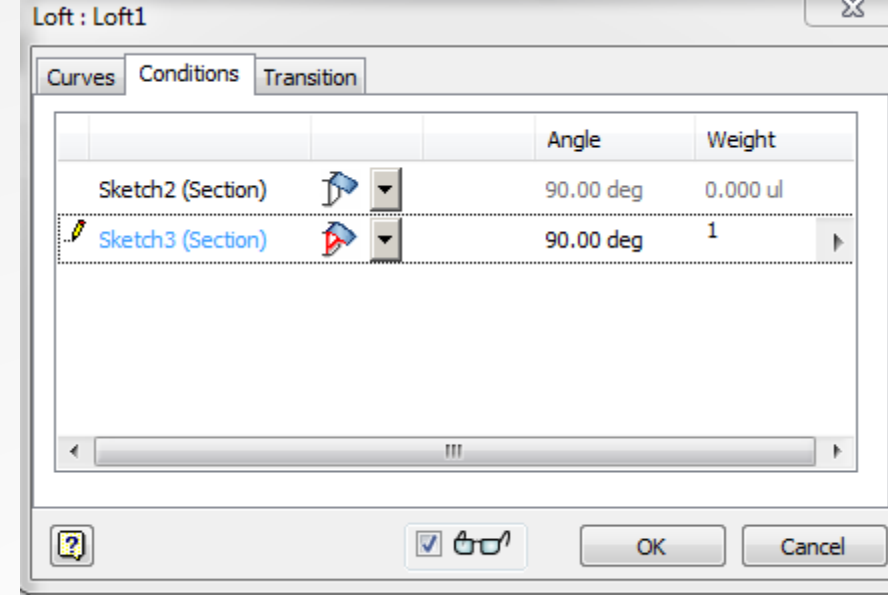 Loft : Loft1
Curves Conditions Transition
Angle Weight
Sketch2 (Section) 90.00 deg 0.000 ul
Sketch3 (Section) 90.00 deg 1
OK Cancel